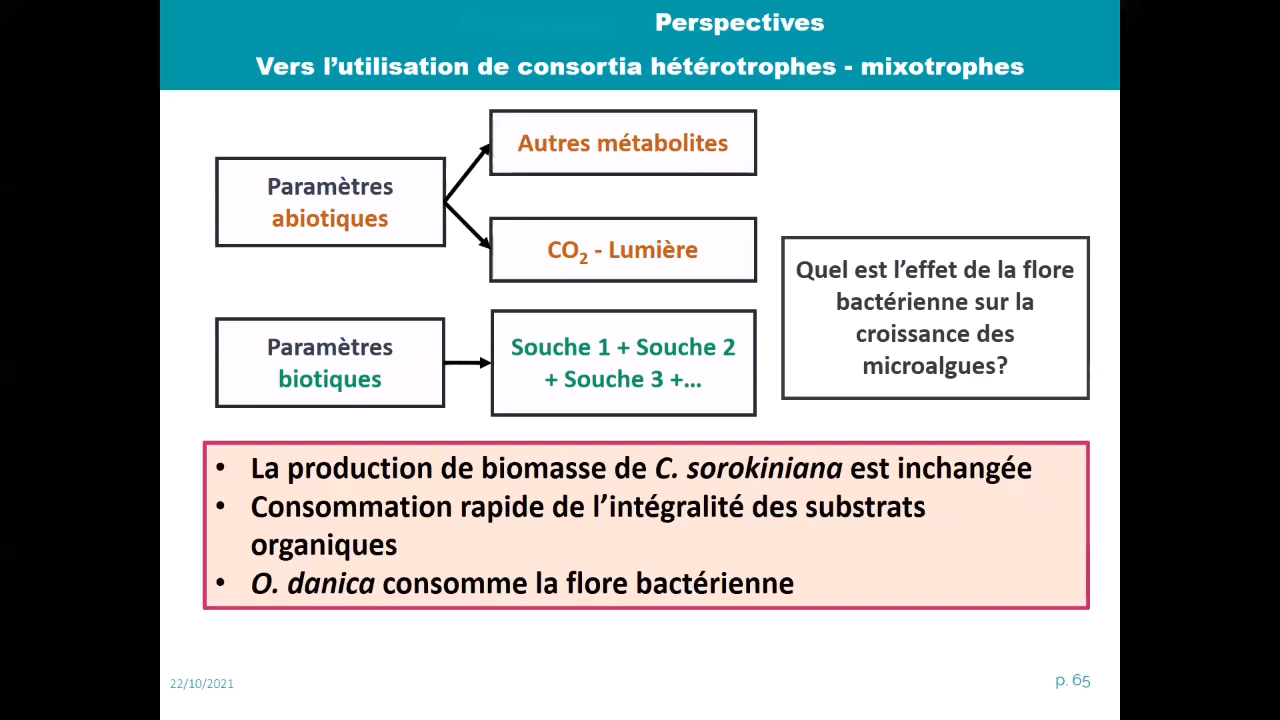 Perspectives
Vers l’utilisation de consortia hétérotrophes - mixotrophes
Autres métabolites
Paramètres
abiotiques
CO₂ - Lumière
Quel est l’effet de la flore
bactérienne sur la
croissance des
microalgues?
Paramètres
biotiques
Souche 1 + Souche 2
+ Souche 3 +...
• La production de biomasse de C. sorokiniana est inchangée
• Consommation rapide de l’intégralité des substrats
organiques
• O. danica consomme la flore bactérienne
22/10/2021
p. 65